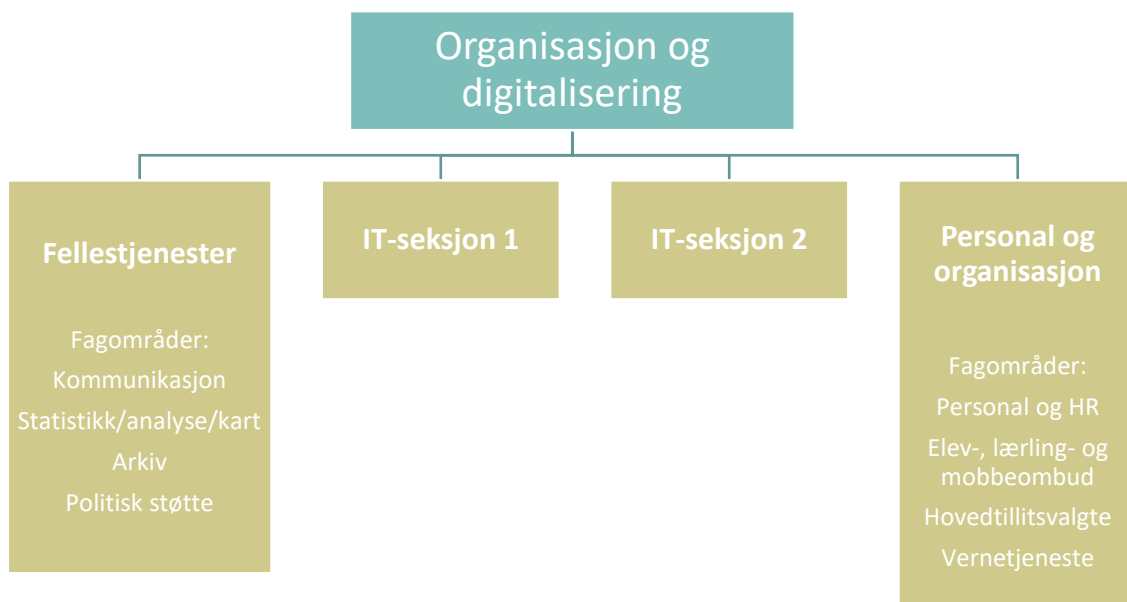 Organisasjon og
digitalisering
Fellestjenester
Fagområder:
Kommunikasjon
Statistikk/analyse/kart
Arkiv
Politisk støtte
IT-seksjon 1
IT-seksjon 2
Personal og
organisasjon
Fagområder:
Personal og HR
Elev-, lærling- og
mobbeombud
Hovedtillitsvalgte
Vernetjeneste